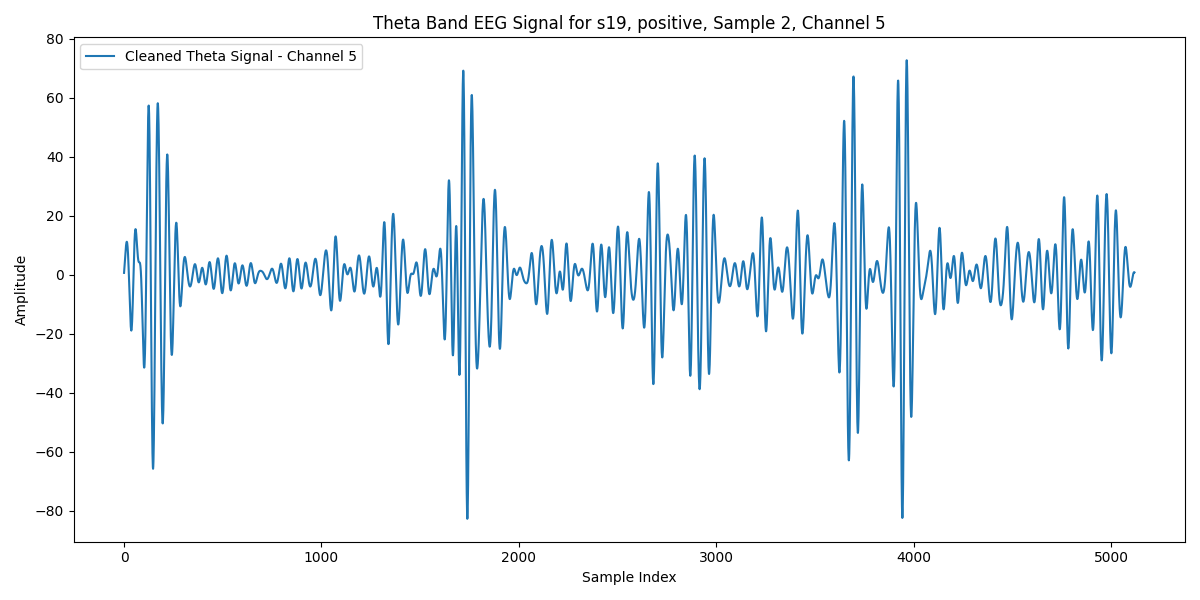 Theta Band EEG Signal for s19, positive, Sample 2, Channel 5
Cleaned Theta Signal - Channel 5
80
60
40
20
0
−20
−40
−60
−80
Amplitude
0 1000 2000 3000 4000 5000
Sample Index